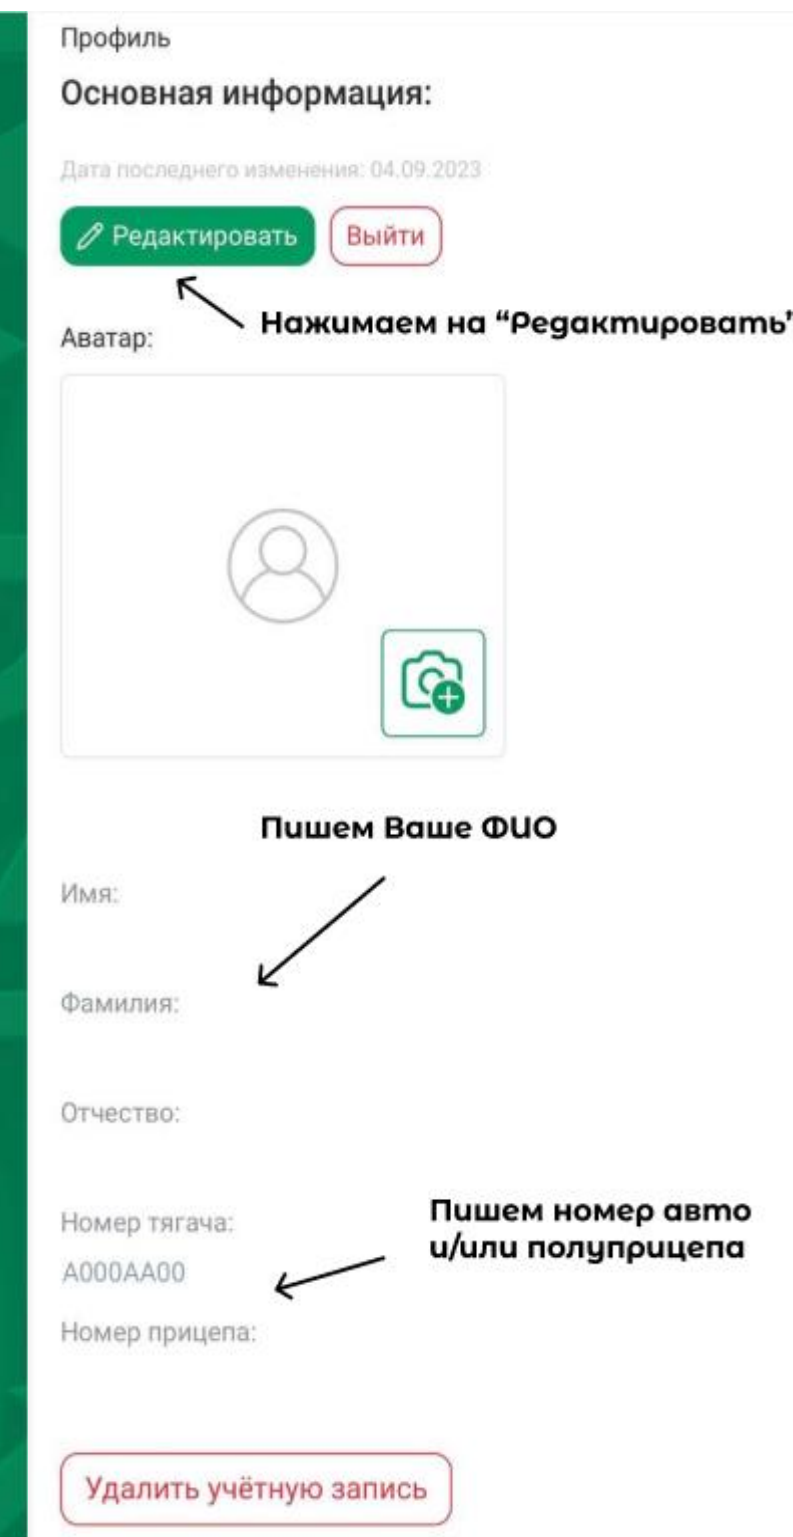 Профиль
Основная информация:
Дата последнего изменения: 04.09.2023
Редактировать Выйти
Нажимаем на “Редактировать”
Аватар:
Пишем Ваше ФИО
Имя:
Фамилия:
Отчество:
Пишем номер авто
и/или полуприцепа
Номер тягача:
A000AA00
Номер прицепа:
Удалить учётную запись